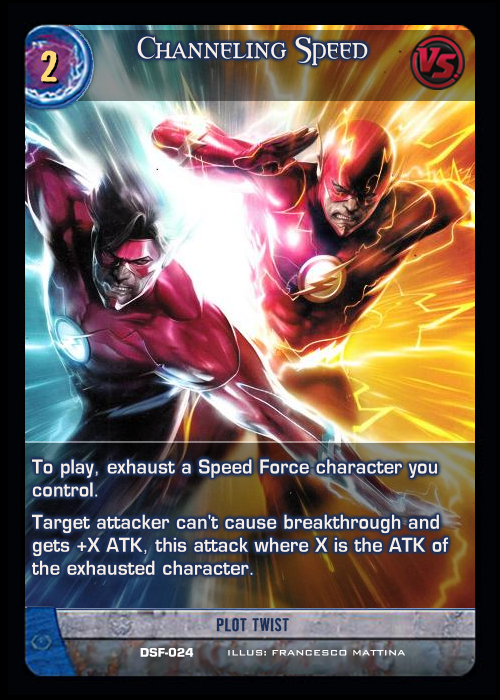 2
Channeling Speed
VS
To play, exhaust a Speed Force character you
control.
Target attacker can't cause breakthrough and
gets +X ATK, this attack where X is the ATK of
the exhausted character.
PLOT TWIST
DSF-024 ILLUS: FRANCESCO MATTINA